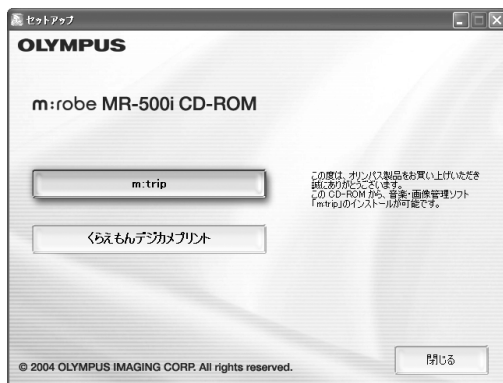 セットアップ
OLYMPUS
m:robe MR-500i CD-ROM
m:trip
この度は、オリンパス製品をお買い上げいただき
誠にありがとうございます。
この CD-ROM から、音楽・画像管理ソフト
「m:trip」のインストールが可能です。
くらえもんデジカメプリント
閉じる
© 2004 OLYMPUS IMAGING CORP. All rights reserved.